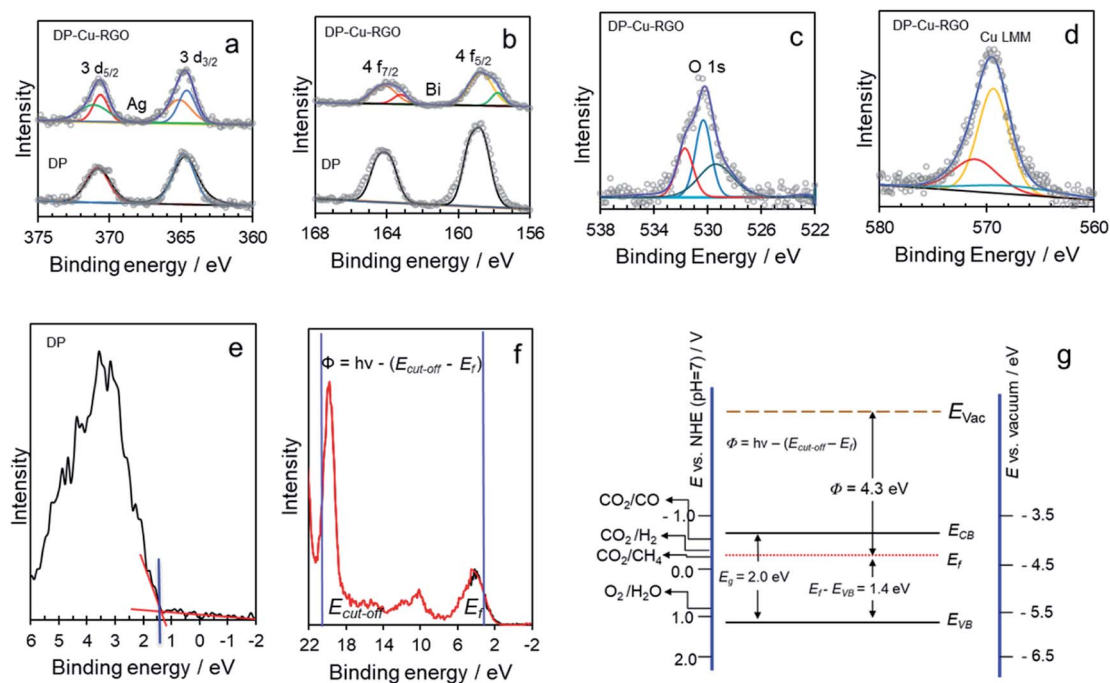 DP-Cu-RGO
a
3 d5/2
3 d3/2
Ag
DP
Intensity
375 370 365 360
Binding energy / eV
DP-Cu-RGO
b
4 f7/2
4 f5/2
Bi
DP
Intensity
168 166 164 162 160 158 156
Binding energy / eV
DP-Cu-RGO
c
O 1s
Intensity
538 534 530 526 522
Binding Energy / eV
DP-Cu-RGO
d
Cu LMM
Intensity
580 570 560
Binding Energy / eV
DP
e
Intensity
6 5 4 3 2 1 0 -2
Binding energy / eV
f
Φ = hv - (Ecut-off - Ef)
Ecut-off
Ef
Intensity
22 18 14 10 6 2 -2
Binding energy / eV
g
E vs. NHE (pH=7) / V
E vs. vacuum / eV
EVac
Φ = hv – (Ecut-off – Ef)
Φ = 4.3 eV
CO2/CO
CO2/H2
CO2/CH4
O2/H2O
- 1.0
0.0
1.0
2.0
Eg = 2.0 eV
Ef - EVB = 1.4 eV
ECB
Ef
EVB
- 3.5
- 4.5
- 5.5
- 6.5